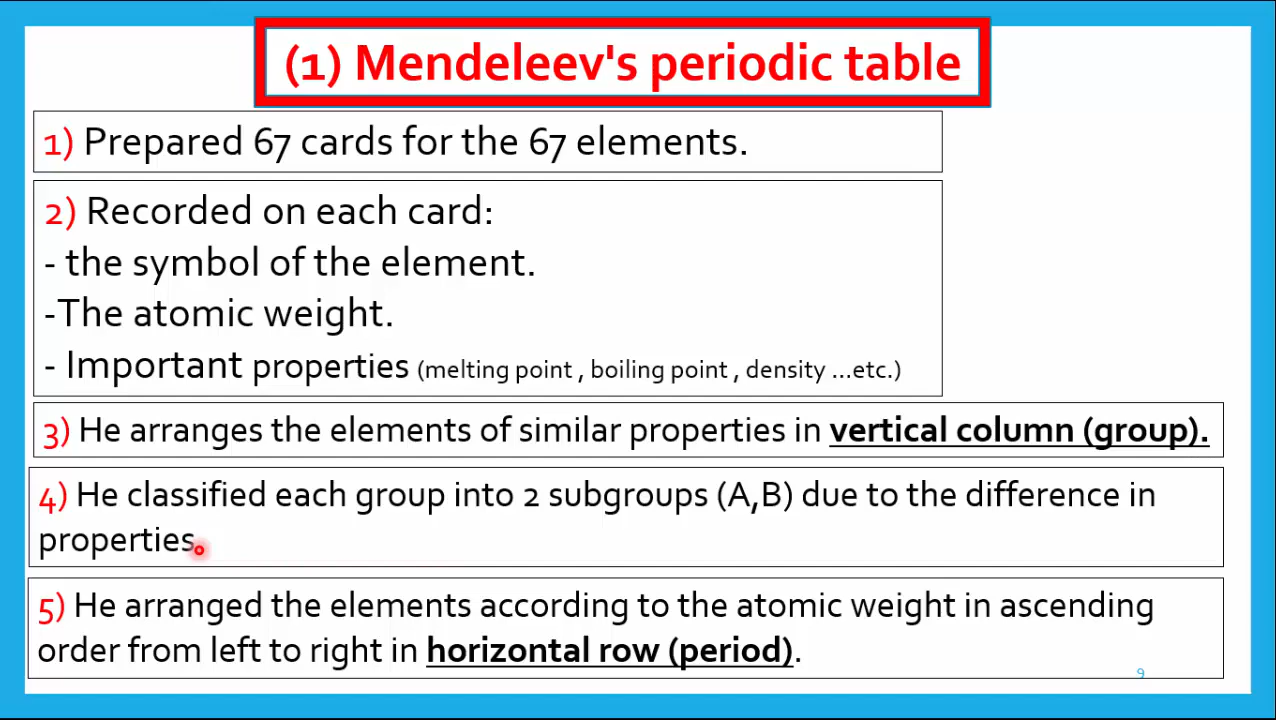 (1) Mendeleev's periodic table
1) Prepared 67 cards for the 67 elements.
2) Recorded on each card:
- the symbol of the element.
-The atomic weight.
- Important properties (melting point , boiling point , density ...etc.)
3) He arranges the elements of similar properties in vertical column (group).
4) He classified each group into 2 subgroups (A,B) due to the difference in
properties.
5) He arranged the elements according to the atomic weight in ascending
order from left to right in horizontal row (period).
9